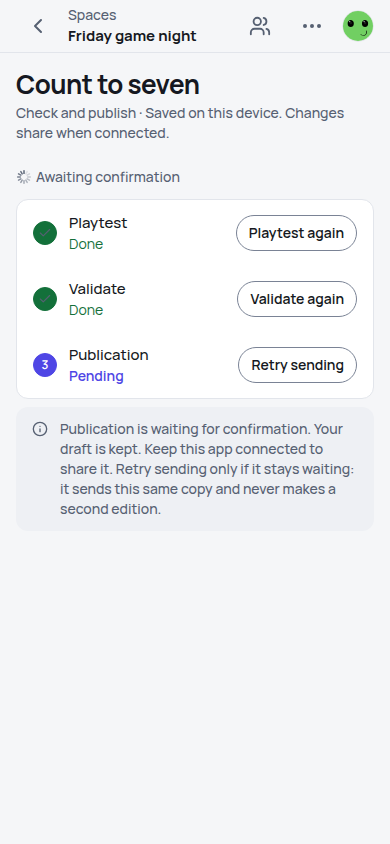 Spaces
Friday game night
Count to seven
Check and publish · Saved on this device. Changes
share when connected.
Awaiting confirmation
Playtest
Done
Playtest again
Validate
Done
Validate again
3
Publication
Pending
Retry sending
Publication is waiting for confirmation. Your
draft is kept. Keep this app connected to
share it. Retry sending only if it stays waiting:
it sends this same copy and never makes a
second edition.